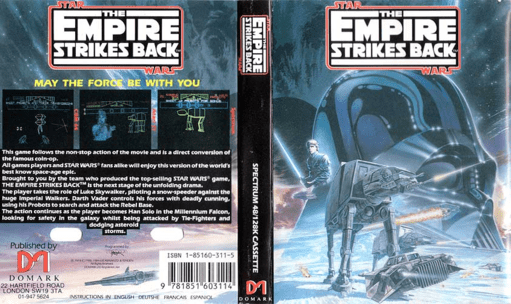 STAR
THE
EMPIRE
STRIKES BACK
WARS
MAY THE FORCE BE WITH YOU
This game follows the non-stop action of the movie and is a direct conversion of
the famous coin-op.
All games players and STAR WARS® fans alike will enjoy this version of the world's
best know space-age epic.
Brought to you by the team who produced the top-selling STAR WARS® game,
THE EMPIRE STRIKES BACK™ is the next stage of the unfolding drama.
The player takes the role of Luke Skywalker, piloting a snow-speeder against the
huge Imperial Walkers. Darth Vader controls his forces with deadly cunning,
using his Probots to search and attack the Rebel Base.
The action continues as the player becomes Han Solo in the Millennium Falcon,
looking for safety in the galaxy whilst being attacked by Tie-Fighters and
dodging asteroid
storms.
Published by
DOMARK
22 HARTFIELD ROAD
LONDON SW19 3TA.
01-947 5624
INSTRUCTIONS IN ENGLISH DEUTSHE FRANCAIS ESPANOL
ISBN 1-85160-311-5
9 781851 603114
STAR
THE
EMPIRE
STRIKES BACK
WARS
SPECTRUM 48/128K CASSETTE
DOMARK
STAR
THE
EMPIRE
STRIKES BACK
WARS